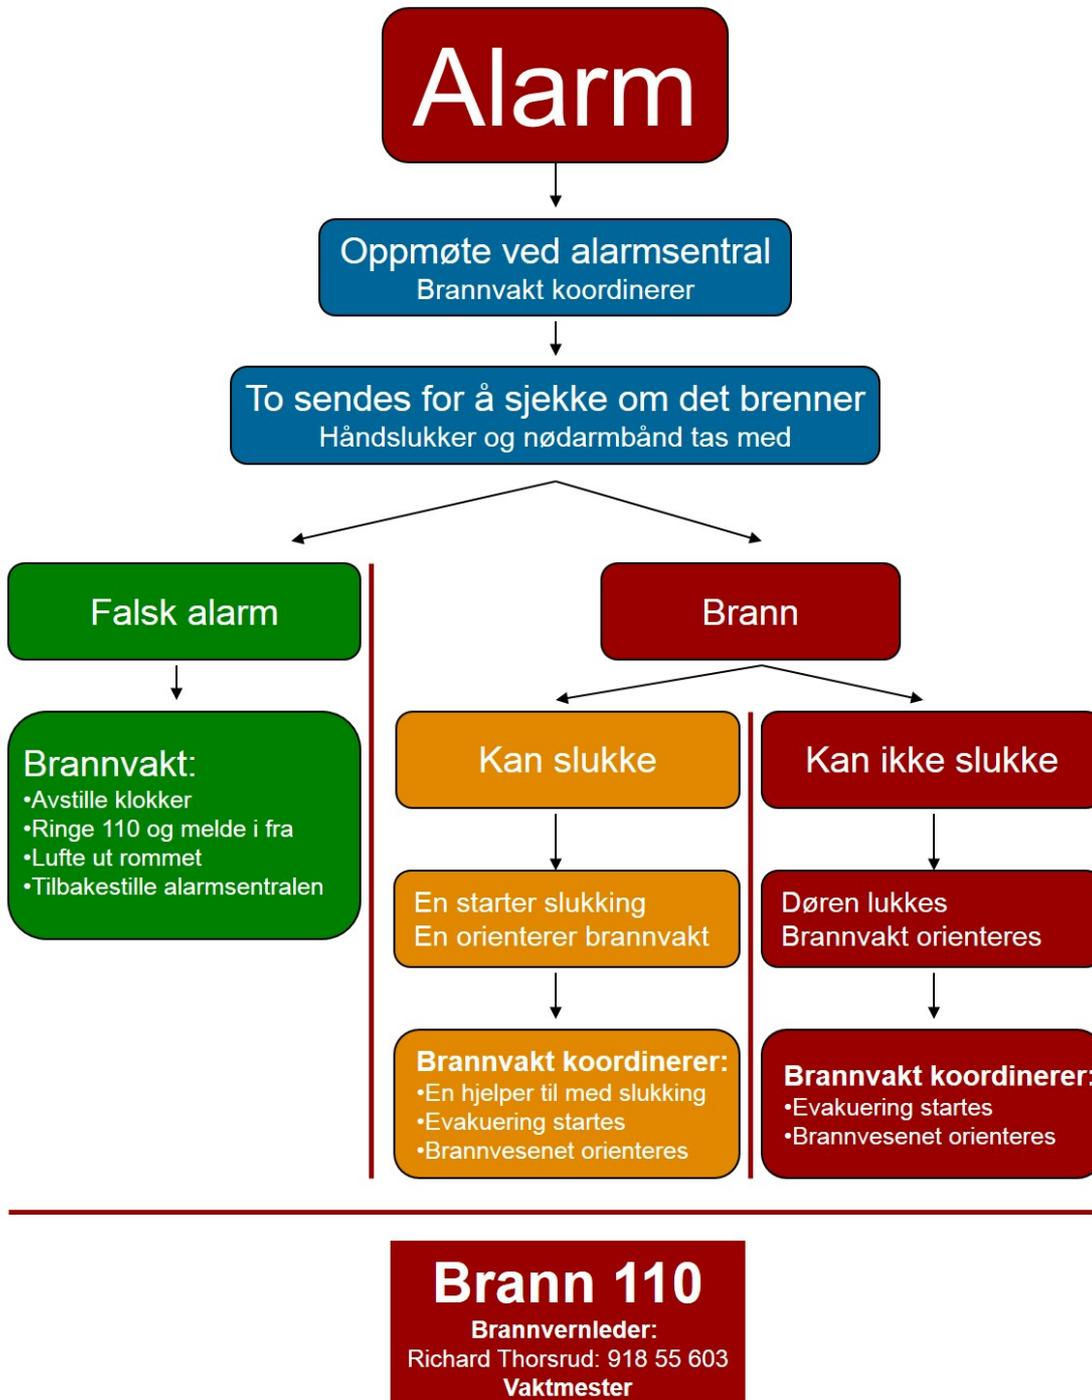 Alarm
Oppmøte ved alarmsentral
Brannvakt koordinerer
To sendes for å sjekke om det brenner
Håndslukker og nødarmbånd tas med
Falsk alarm
Brannvakt:
•Avstille klokker
•Ringe 110 og melde i fra
•Lufte ut rommet
•Tilbakestille alarmsentralen
Brann
Kan slukke
En starter slukking
En orienterer brannvakt
Brannvakt koordinerer:
•En hjelper til med slukking
•Evakuering startes
•Brannvesenet orienteres
Kan ikke slukke
Døren lukkes
Brannvakt orienteres
Brannvakt koordinerer:
•Evakuering startes
•Brannvesenet orienteres
Brann 110
Brannvernleder:
Richard Thorsrud: 918 55 603
Vaktmester